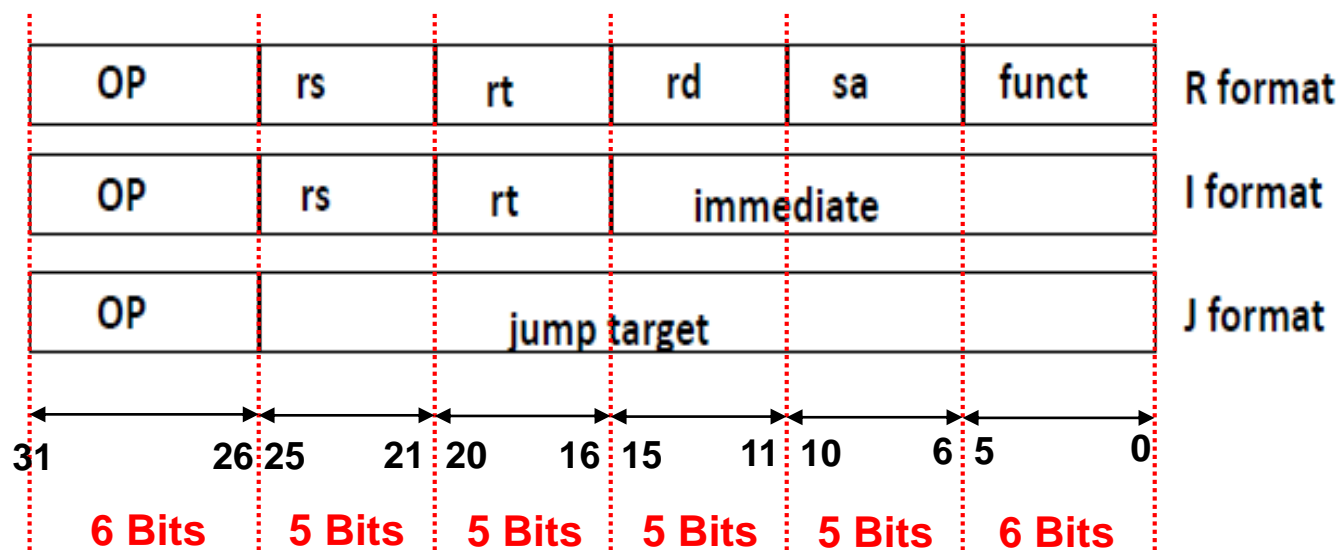 OP rs rt rd sa funct R format
OP rs rt immediate I format
OP jump target J format
31 26 25 21 20 16 15 11 10 6 5 0
6 Bits 5 Bits 5 Bits 5 Bits 5 Bits 6 Bits